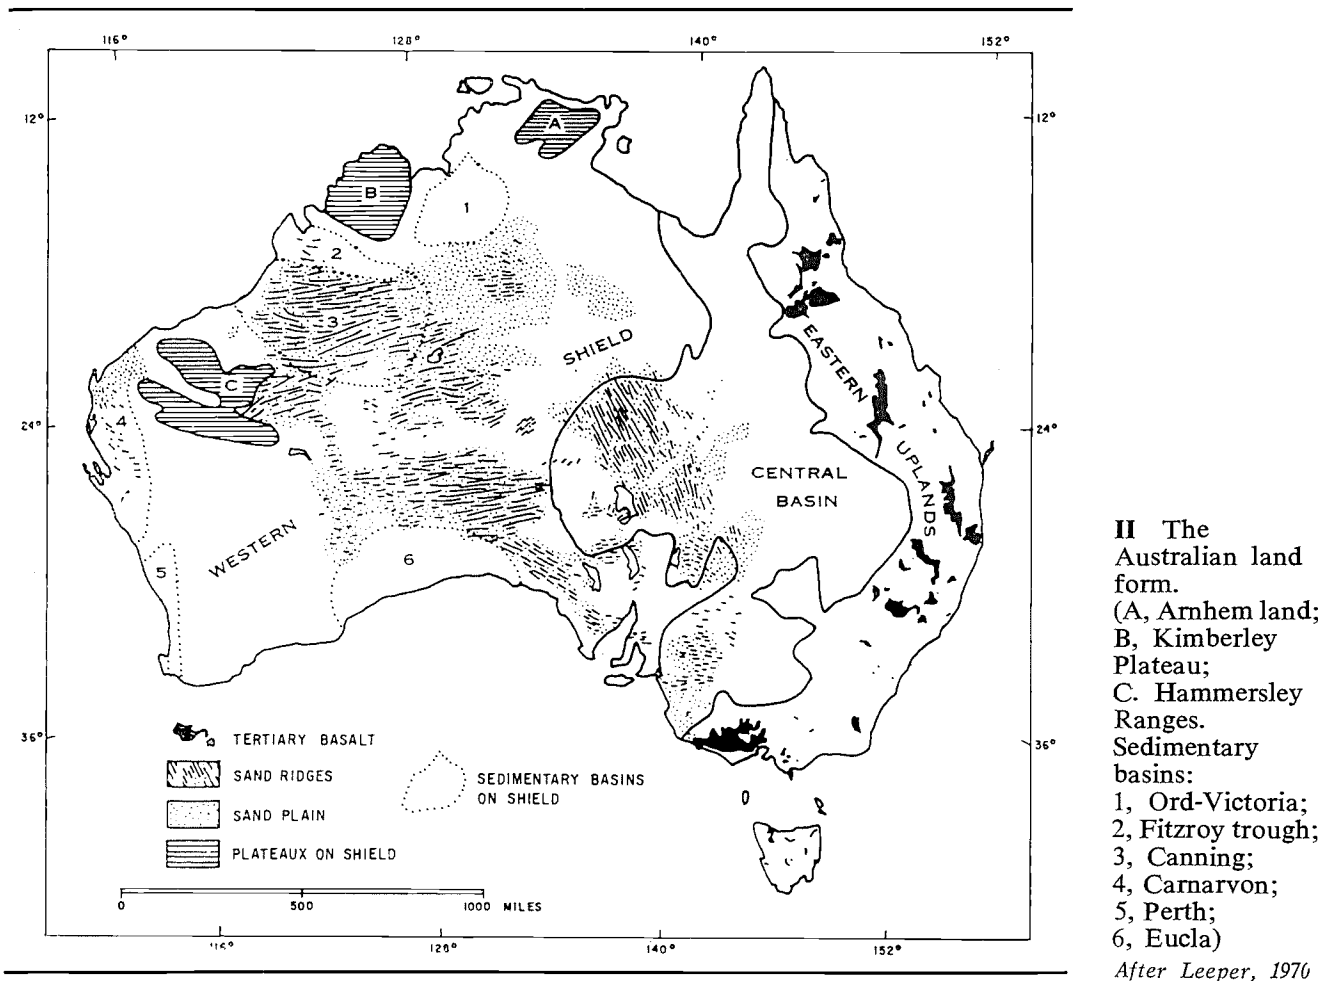 116° 128° 140° 152°
12° 12°
A
B
1
2
3
SHIELD
C
EASTERN
4
24° 24°
CENTRAL
BASIN
UPLANDS
WESTERN
5
6
36° 36°
TERTIARY BASALT
SAND RIDGES
SAND PLAIN
PLATEAUX ON SHIELD
SEDIMENTARY BASINS
ON SHIELD
0 500 1000 MILES
116° 128° 140° 152°
II The
Australian land
form.
(A, Arnhem land;
B, Kimberley
Plateau;
C. Hammersley
Ranges.
Sedimentary
basins:
1, Ord-Victoria;
2, Fitzroy trough;
3, Canning;
4, Carnarvon;
5, Perth;
6, Eucla)
After Leeper, 1970